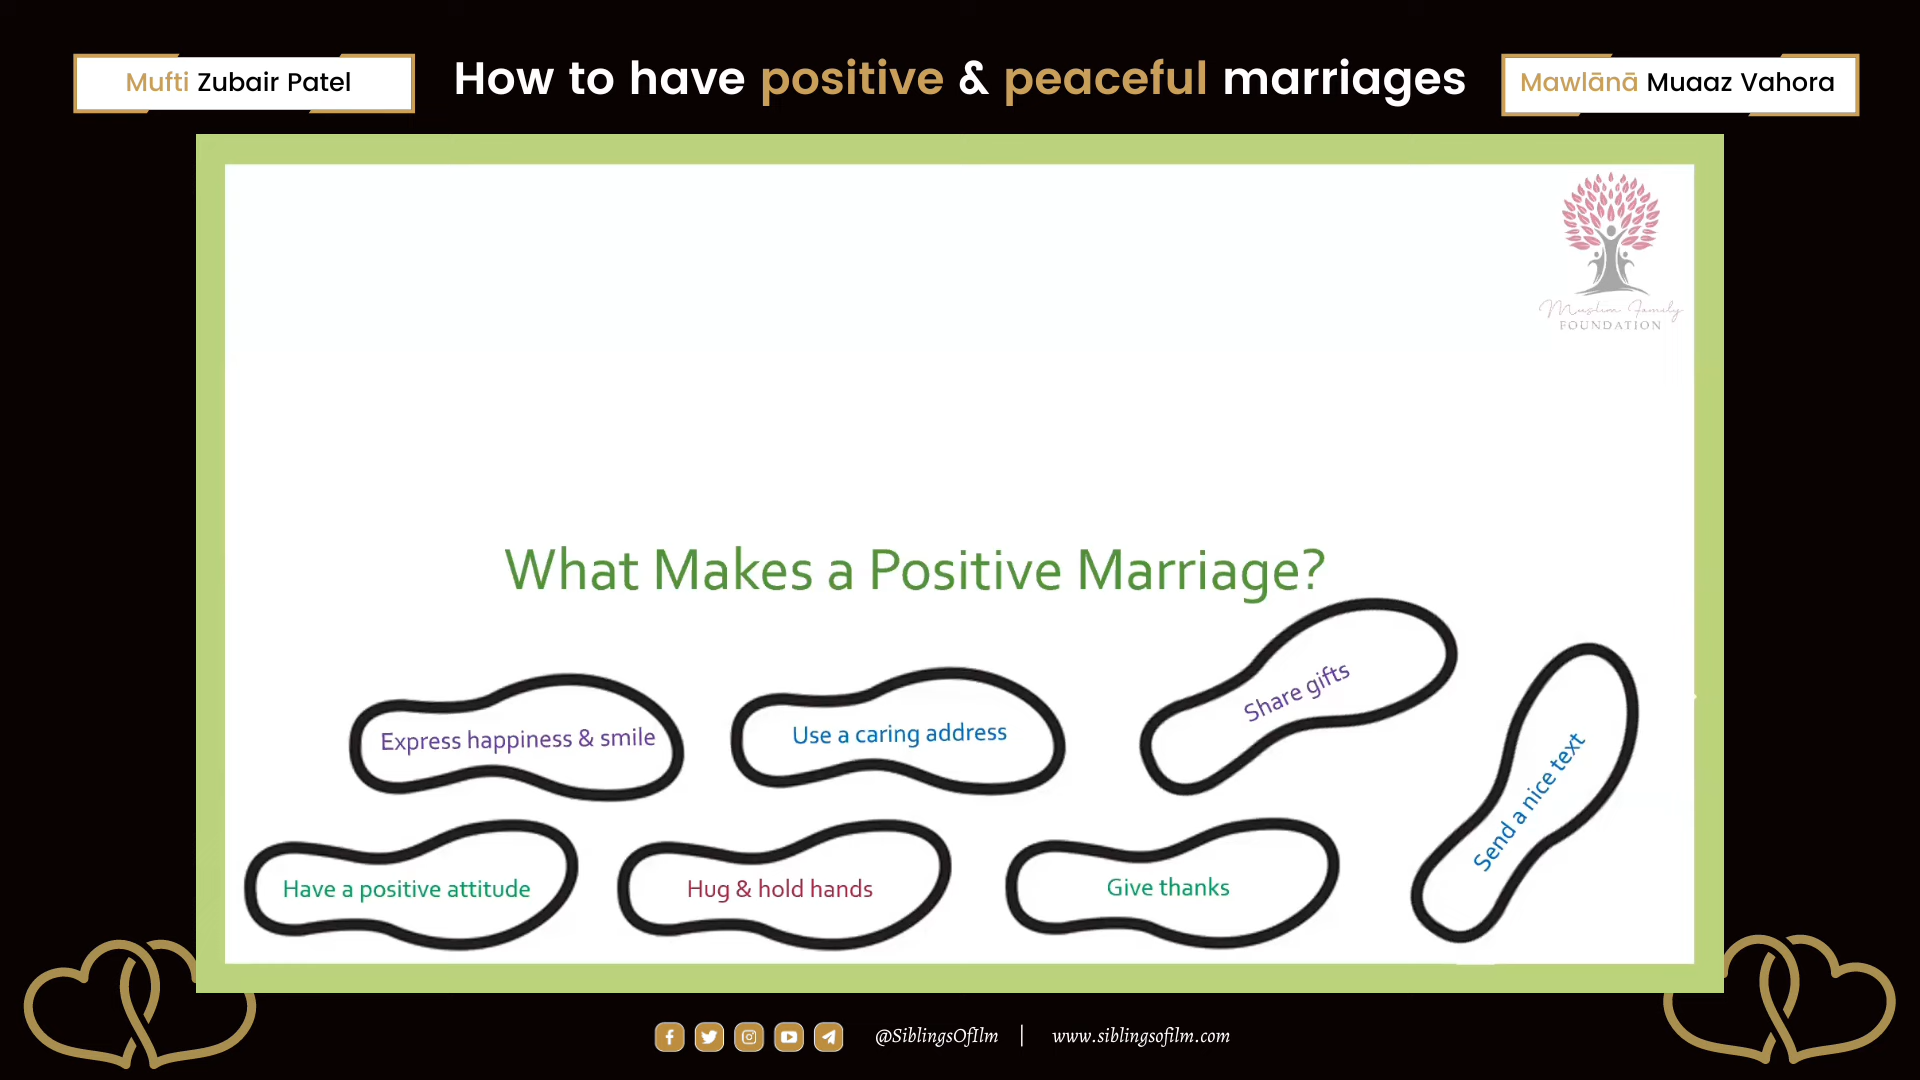 Mufti Zubair Patel
How to have positive & peaceful marriages
Mawlānā Muaaz Vahora
Muslim Family
FOUNDATION
What Makes a Positive Marriage?
Express happiness & smile
Use a caring address
Share gifts
Send a nice text
Have a positive attitude
Hug & hold hands
Give thanks
@SiblingsOfIlm | www.siblingsofilm.com